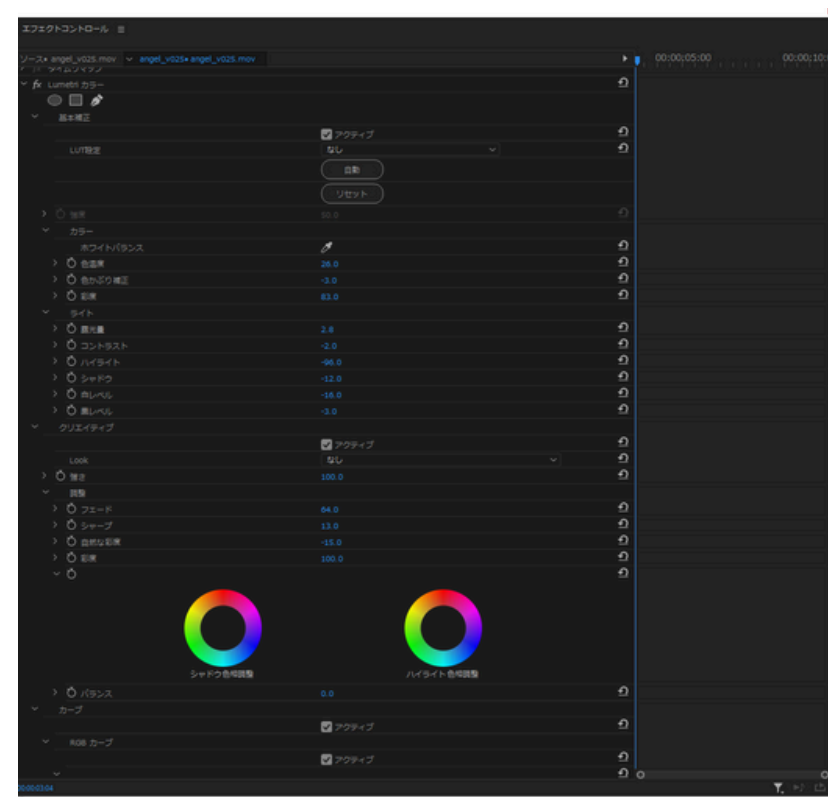 エフェクトコントロール
ソース• angel_v025.mov angel_v025• angel_v025.mov 00:00:05:00 00:00:10:
fx タイムリマップ
fx Lumetri カラー
基本補正
アクティブ
LUT設定 なし
自動
リセット
強度 50.0
カラー
ホワイトバランス
色温度 26.0
色かぶり補正 -3.0
彩度 83.0
ライト
露光量 2.8
コントラスト -2.0
ハイライト -96.0
シャドウ -12.0
白レベル -16.0
黒レベル -3.0
クリエイティブ
アクティブ
Look なし
強さ 100.0
調整
フェード 64.0
シャープ 13.0
自然な彩度 -15.0
彩度 100.0
シャドウ色相調整 ハイライト色相調整
バランス 0.0
カーブ
アクティブ
RGB カーブ
アクティブ
00:00:03:04